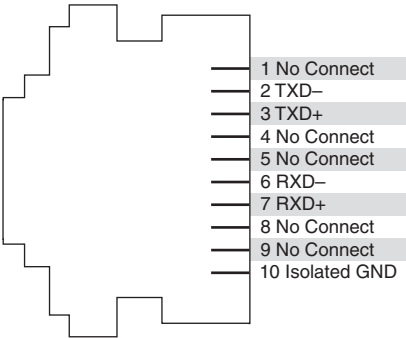 1 No Connect
2 TXD–
3 TXD+
4 No Connect
5 No Connect
6 RXD–
7 RXD+
8 No Connect
9 No Connect
10 Isolated GND